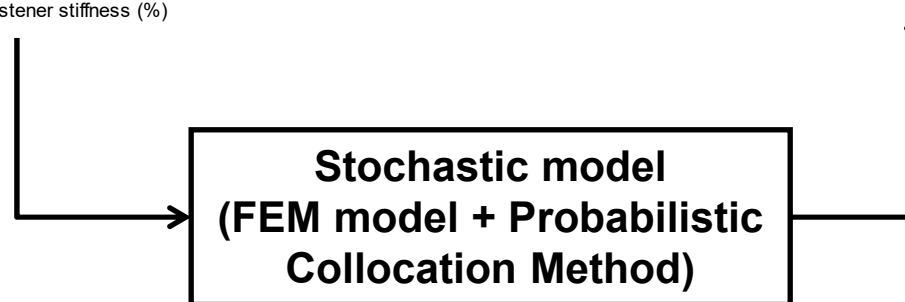 stener stiffness (%)
Stochastic model
(FEM model + Probabilistic
Collocation Method)